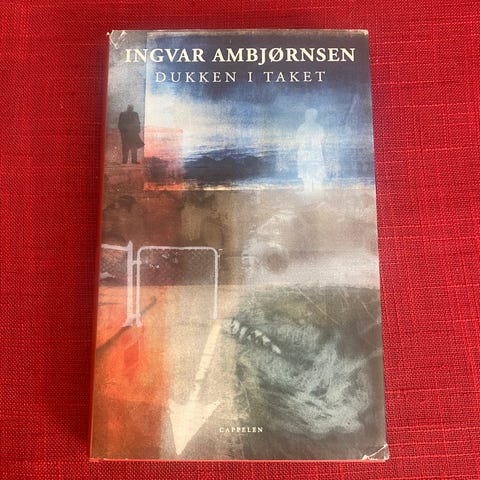 INGVAR AMBJØRNSEN
DUKKEN I TAKET
CAPPELEN